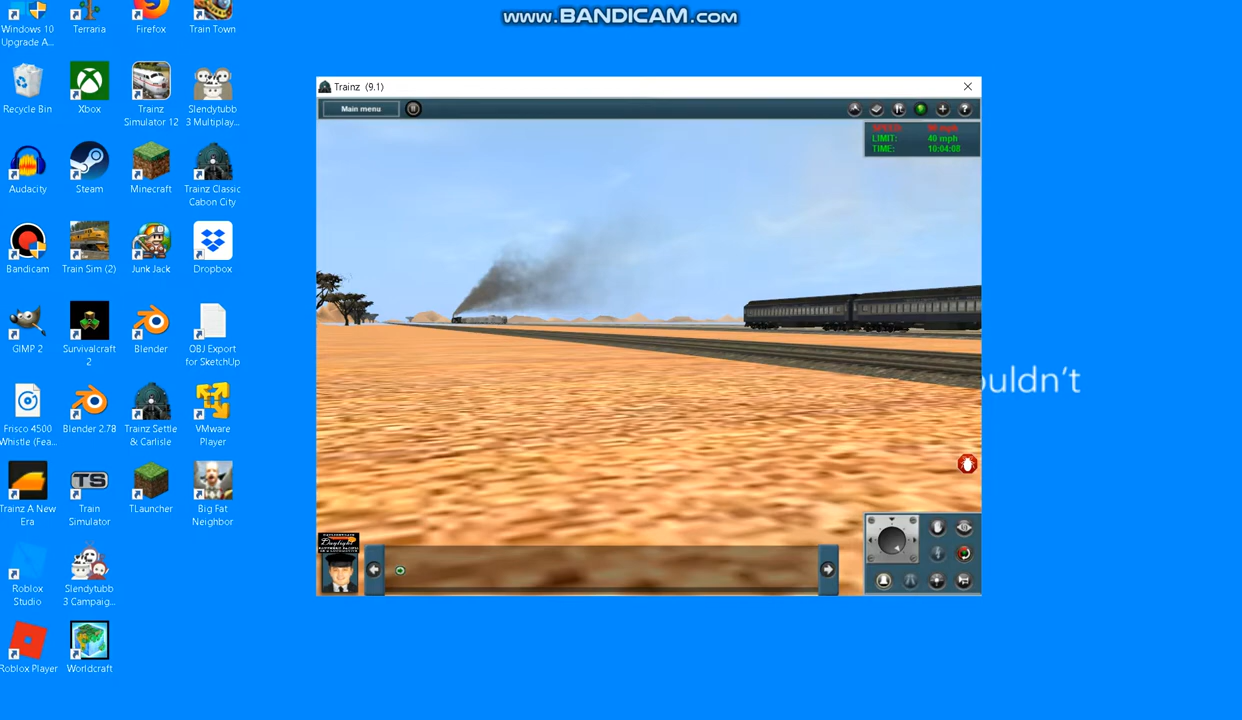 www.BANDICAM.com
Windows 10
Upgrade A...
Terraria
Firefox
Train Town
Recycle Bin
Xbox
Trainz
Simulator 12
Slendytubb
3 Multiplay...
Audacity
Steam
Minecraft
Trainz Classic
Cabon City
Bandicam
Train Sim (2)
Junk Jack
Dropbox
GIMP 2
Survivalcraft
2
Blender
OBJ Export
for SketchUp
Frisco 4500
Whistle (Fea...
Blender 2.78
Trainz Settle
& Carlisle
VMware
Player
Trainz A New
Era
TS
Train
Simulator
TLauncher
Big Fat
Neighbor
Roblox
Studio
Slendytubb
3 Campaig...
Roblox Player
Worldcraft
Trainz (9.1)
Main menu
SPEED:
LIMIT: 40 mph
TIME: 10:04:08
ouldn't
Daylight